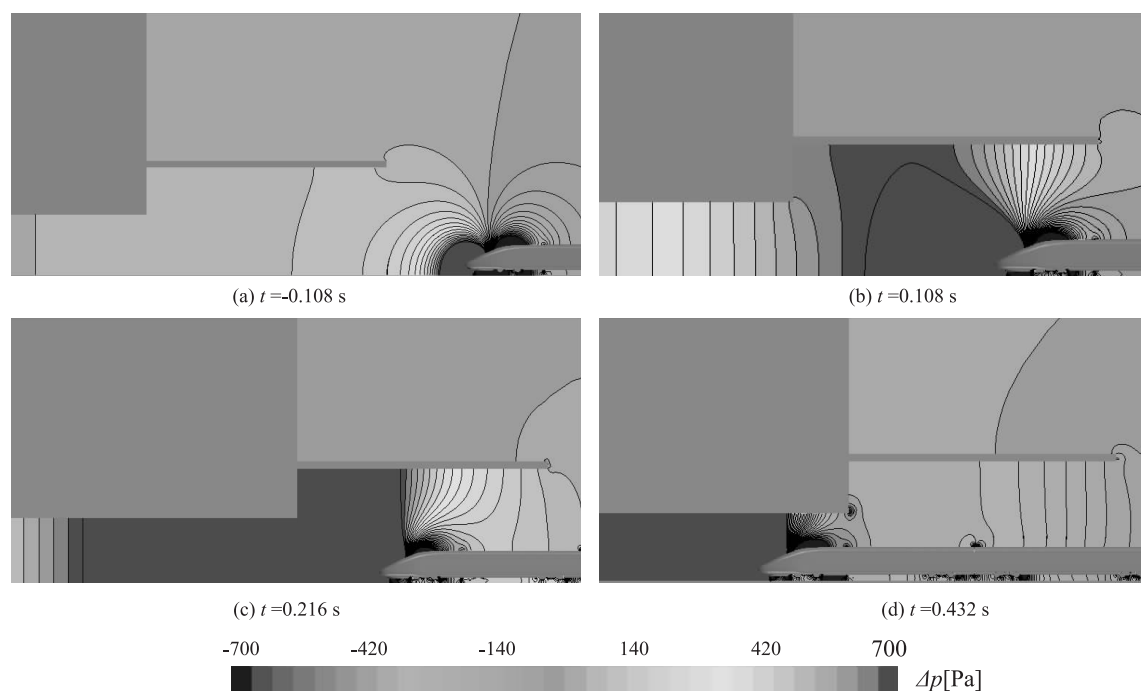 (a) t =-0.108 s
(b) t =0.108 s
(c) t =0.216 s
(d) t =0.432 s
-700 -420 -140 140 420 700
Δp[Pa]